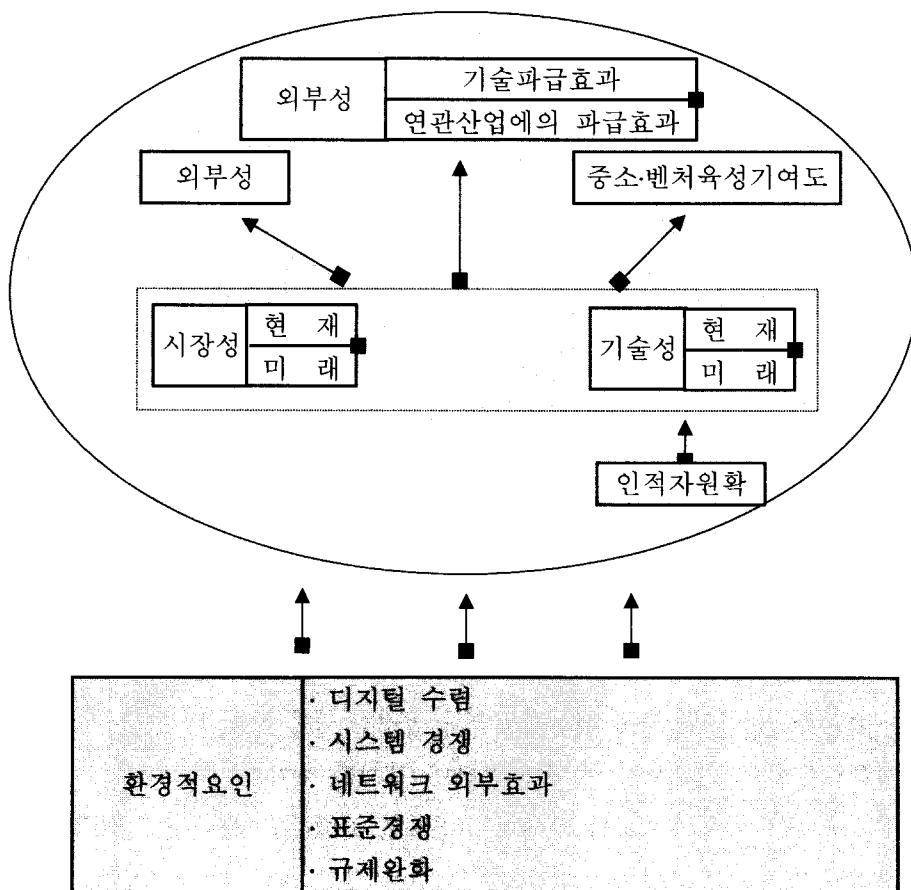 외부성
기술파급효과
연관산업에의 파급효과
외부성
중소·벤처육성기여도
시장성
현 재
미 래
기술성
현 재
미 래
인적자원확
환경적요인
· 디지털 수렴
· 시스템 경쟁
· 네트워크 외부효과
· 표준경쟁
· 규제완화